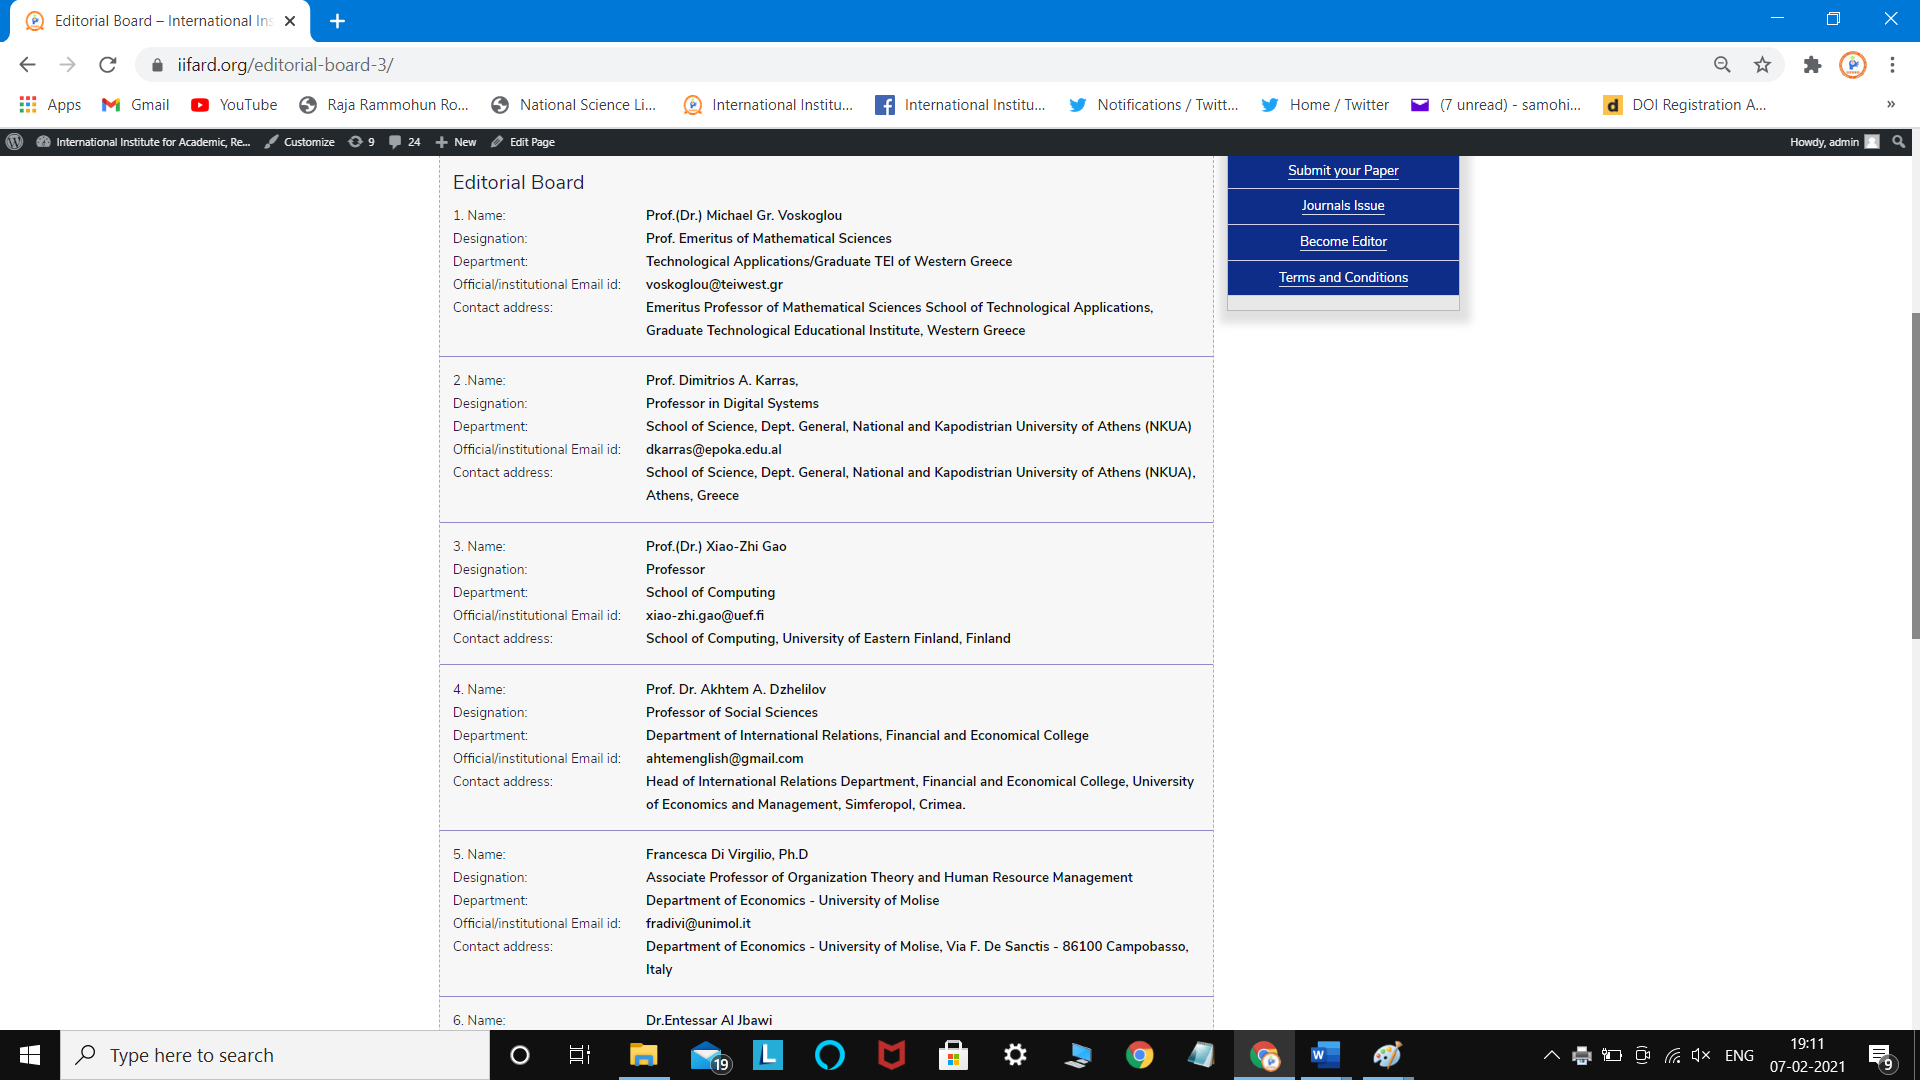 Editorial Board – International Ins
iifard.org/editorial-board-3/
Apps Gmail YouTube Raja Rammohun Ro... National Science Li... International Institu... International Institu... Notifications / Twitt... Home / Twitter (7 unread) - samohi... d DOI Registration A... »
International Institute for Academic, Re... Customize 9 24 New Edit Page Howdy, admin
Editorial Board
1. Name: Prof.(Dr.) Michael Gr. Voskoglou
Designation: Prof. Emeritus of Mathematical Sciences
Department: Technological Applications/Graduate TEI of Western Greece
Official/institutional Email id: voskoglou@teiwest.gr
Contact address: Emeritus Professor of Mathematical Sciences School of Technological Applications,
Graduate Technological Educational Institute, Western Greece
2 .Name: Prof. Dimitrios A. Karras,
Designation: Professor in Digital Systems
Department: School of Science, Dept. General, National and Kapodistrian University of Athens (NKUA)
Official/institutional Email id: dkarras@epoka.edu.al
Contact address: School of Science, Dept. General, National and Kapodistrian University of Athens (NKUA),
Athens, Greece
3. Name: Prof.(Dr.) Xiao-Zhi Gao
Designation: Professor
Department: School of Computing
Official/institutional Email id: xiao-zhi.gao@uef.fi
Contact address: School of Computing, University of Eastern Finland, Finland
4. Name: Prof. Dr. Akhtem A. Dzhelilov
Designation: Professor of Social Sciences
Department: Department of International Relations, Financial and Economical College
Official/institutional Email id: ahtemenglish@gmail.com
Contact address: Head of International Relations Department, Financial and Economical College, University
of Economics and Management, Simferopol, Crimea.
5. Name: Francesca Di Virgilio, Ph.D
Designation: Associate Professor of Organization Theory and Human Resource Management
Department: Department of Economics - University of Molise
Official/institutional Email id: fradivi@unimol.it
Contact address: Department of Economics - University of Molise, Via F. De Sanctis - 86100 Campobasso,
Italy
6. Name: Dr.Entessar Al Jbawi
Submit your Paper
Journals Issue
Become Editor
Terms and Conditions
Type here to search
19
L
W
ENG
19:11
07-02-2021
9